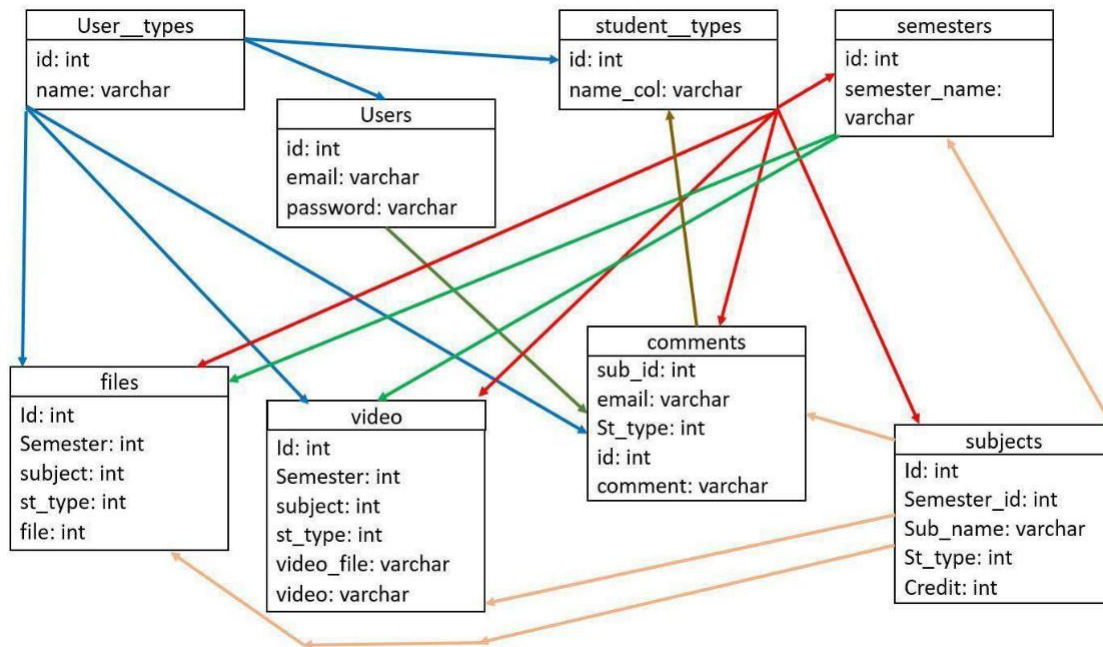 User__types
id: int
name: varchar
student__types
id: int
name_col: varchar
semesters
id: int
semester_name:
varchar
Users
id: int
email: varchar
password: varchar
files
Id: int
Semester: int
subject: int
st_type: int
file: int
video
Id: int
Semester: int
subject: int
st_type: int
video_file: varchar
video: varchar
comments
sub_id: int
email: varchar
St_type: int
id: int
comment: varchar
subjects
Id: int
Semester_id: int
Sub_name: varchar
St_type: int
Credit: int